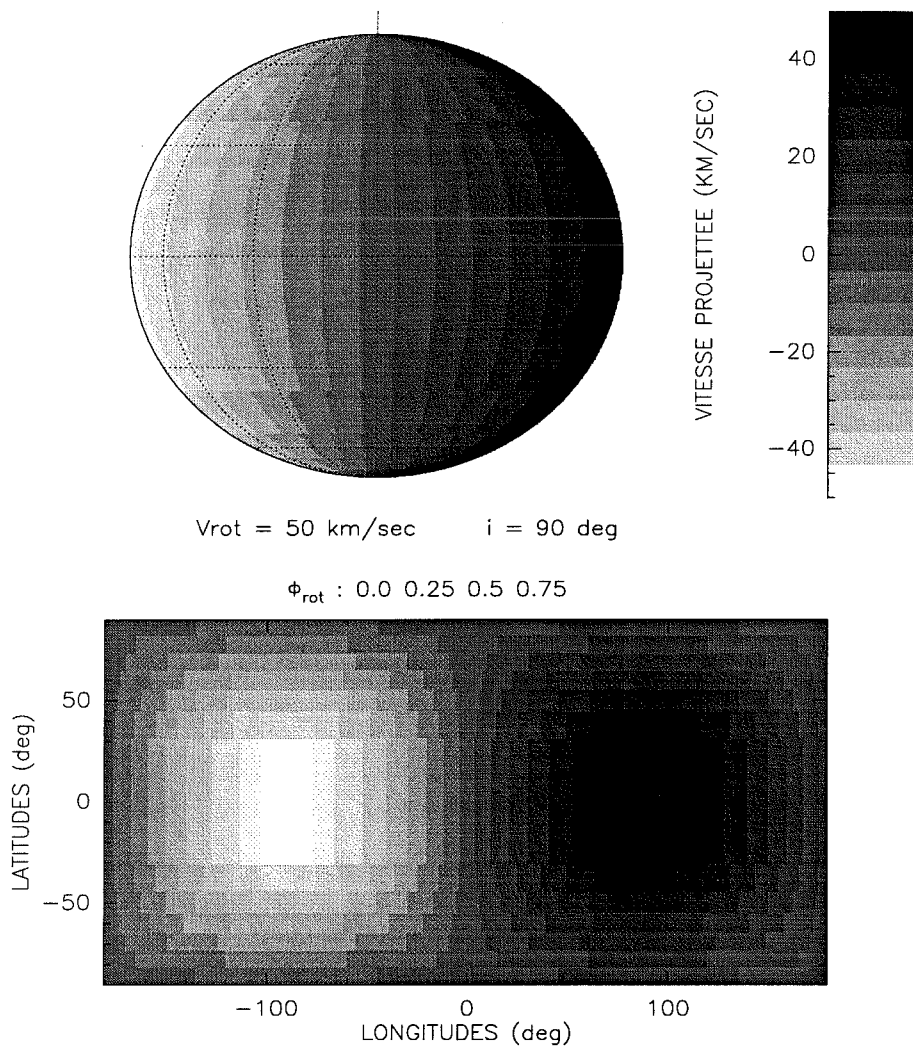 40
20
0
−20
−40
VITESSE PROJETTEE (KM/SEC)
Vrot = 50 km/sec i = 90 deg
ϕrot : 0.0 0.25 0.5 0.75
50
0
−50
LATITUDES (deg)
−100 0 100
LONGITUDES (deg)